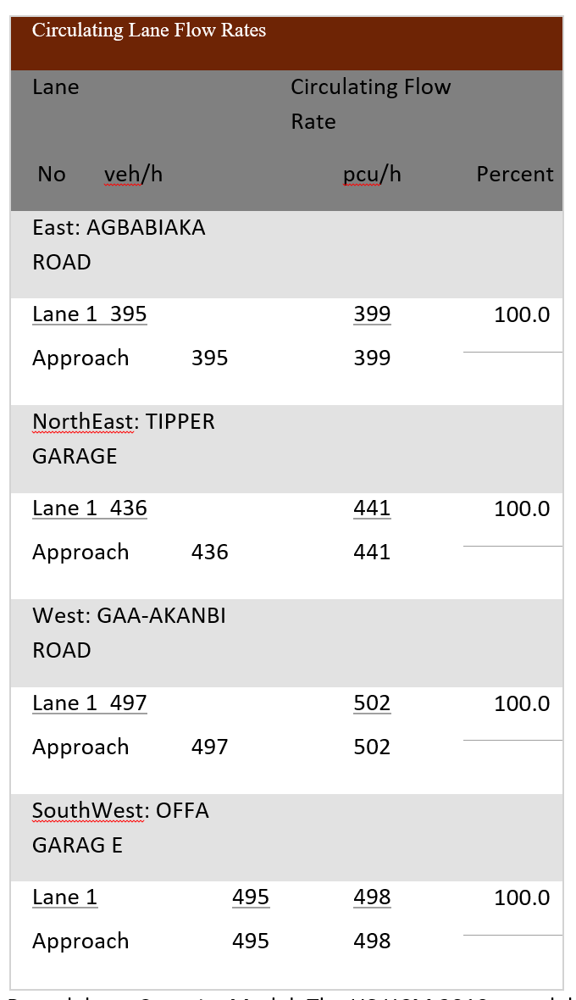 Circulating Lane Flow Rates
Lane Circulating Flow
Rate
No veh/h pcu/h Percent
East: AGBABIAKA
ROAD
Lane 1 395 399 100.0
Approach 395 399
NorthEast: TIPPER
GARAGE
Lane 1 436 441 100.0
Approach 436 441
West: GAA-AKANBI
ROAD
Lane 1 497 502 100.0
Approach 497 502
SouthWest: OFFA
GARAG E
Lane 1 495 498 100.0
Approach 495 498